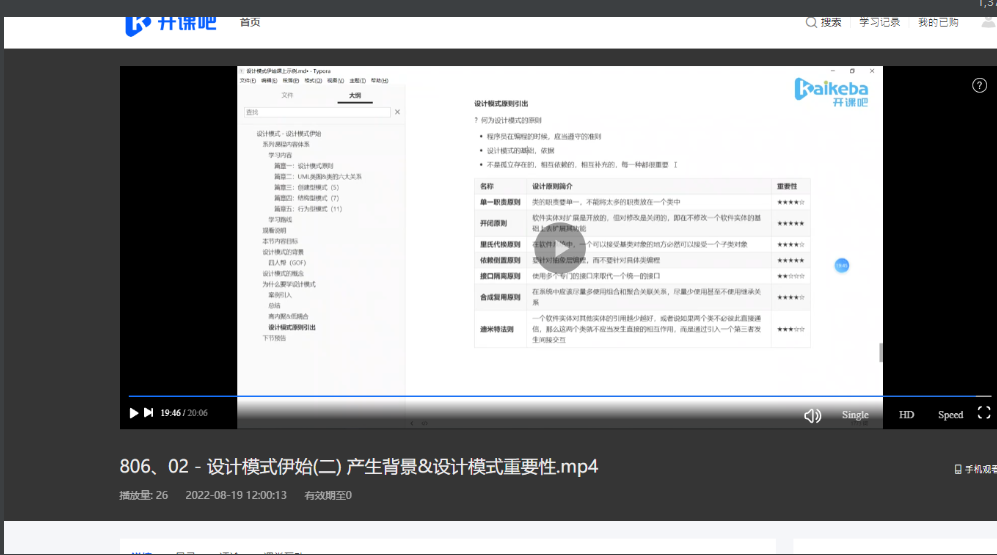 开课吧
首页
搜索
学习记录
我的已购
设计模式伊始课上示例.md - Typora
文件(F) 编辑(E) 段落(P) 格式(O) 视图(V) 主题(T) 帮助(H)
文件
大纲
查找
设计模式 - 设计模式伊始
系列课程内容体系
学习内容
篇章一：设计模式原则
篇章二：UML类图&类的六大关系
篇章三：创建型模式（5）
篇章四：结构型模式（7）
篇章五：行为型模式（11）
学习路线
观看说明
本节内容目标
设计模式的背景
四人帮（GOF）
设计模式的概念
为什么要学设计模式
案例引入
总结
高内聚&低耦合
设计模式原则引出
下节预告
kaikeba
开课吧
设计模式原则引出
? 何为设计模式的原则
• 程序员在编程的时候，应当遵守的准则
• 设计模式的基础，依据
• 不是孤立存在的，相互依赖的，相互补充的，每一种都很重要
名称 设计原则简介 重要性
单一职责原则 类的职责要单一，不能将太多的职责放在一个类中 ★★★★☆
开闭原则 软件实体对扩展是开放的，但对修改是关闭的，即在不修改一个软件实体的基
础上去扩展其功能 ★★★★★
里氏代换原则 在软件 中，一个可以接受基类对象的地方必然可以接受一个子类对象 ★★★★☆
依赖倒置原则 要针对抽象层编程，而不要针对具体类编程 ★★★★★
接口隔离原则 使用多个专门的接口来取代一个统一的接口 ★★☆☆☆
合成复用原则 在系统中应该尽量多使用组合和聚合关联关系，尽量少使用甚至不使用继承关
系 ★★★★☆
迪米特法则 一个软件实体对其他实体的引用越少越好，或者说如果两个类不必彼此直接通
信，那么这两个类就不应当发生直接的相互作用，而是通过引入一个第三者发
生间接交互 ★★★☆☆
19:46 / 20:06
Single
HD
Speed
806、02 - 设计模式伊始(二) 产生背景&设计模式重要性.mp4
手机观看
播放量: 26 2022-08-19 12:00:13 有效期至0